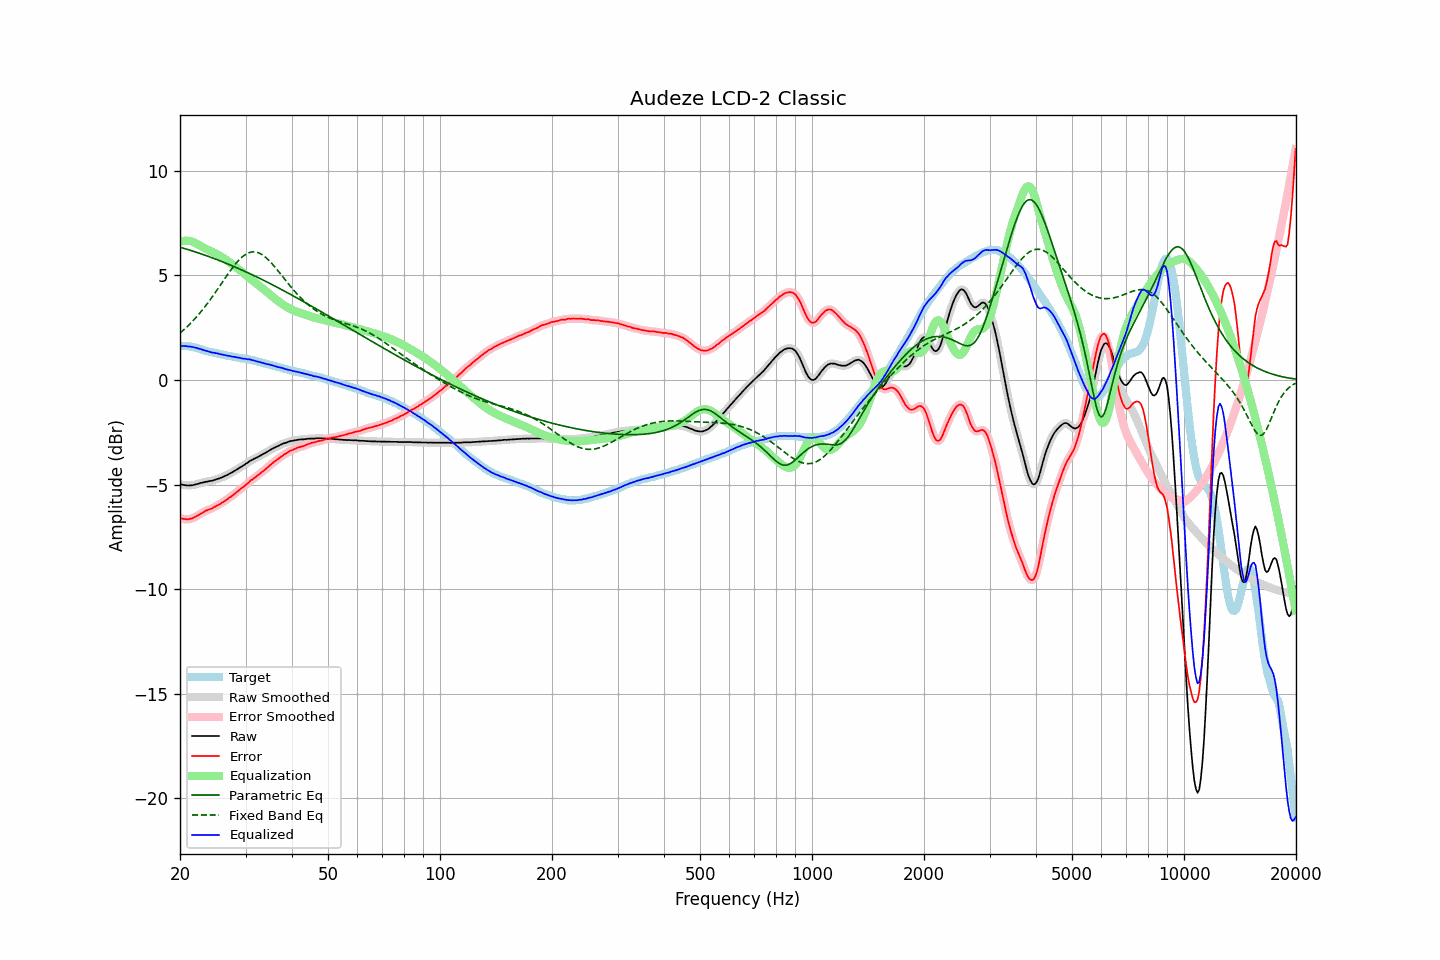 Audeze LCD-2 Classic
Amplitude (dBr)
10
5
0
−5
−10
−15
−20
Target
Raw Smoothed
Error Smoothed
Raw
Error
Equalization
Parametric Eq
Fixed Band Eq
Equalized
20 50 100 200 500 1000 2000 5000 10000 20000
Frequency (Hz)